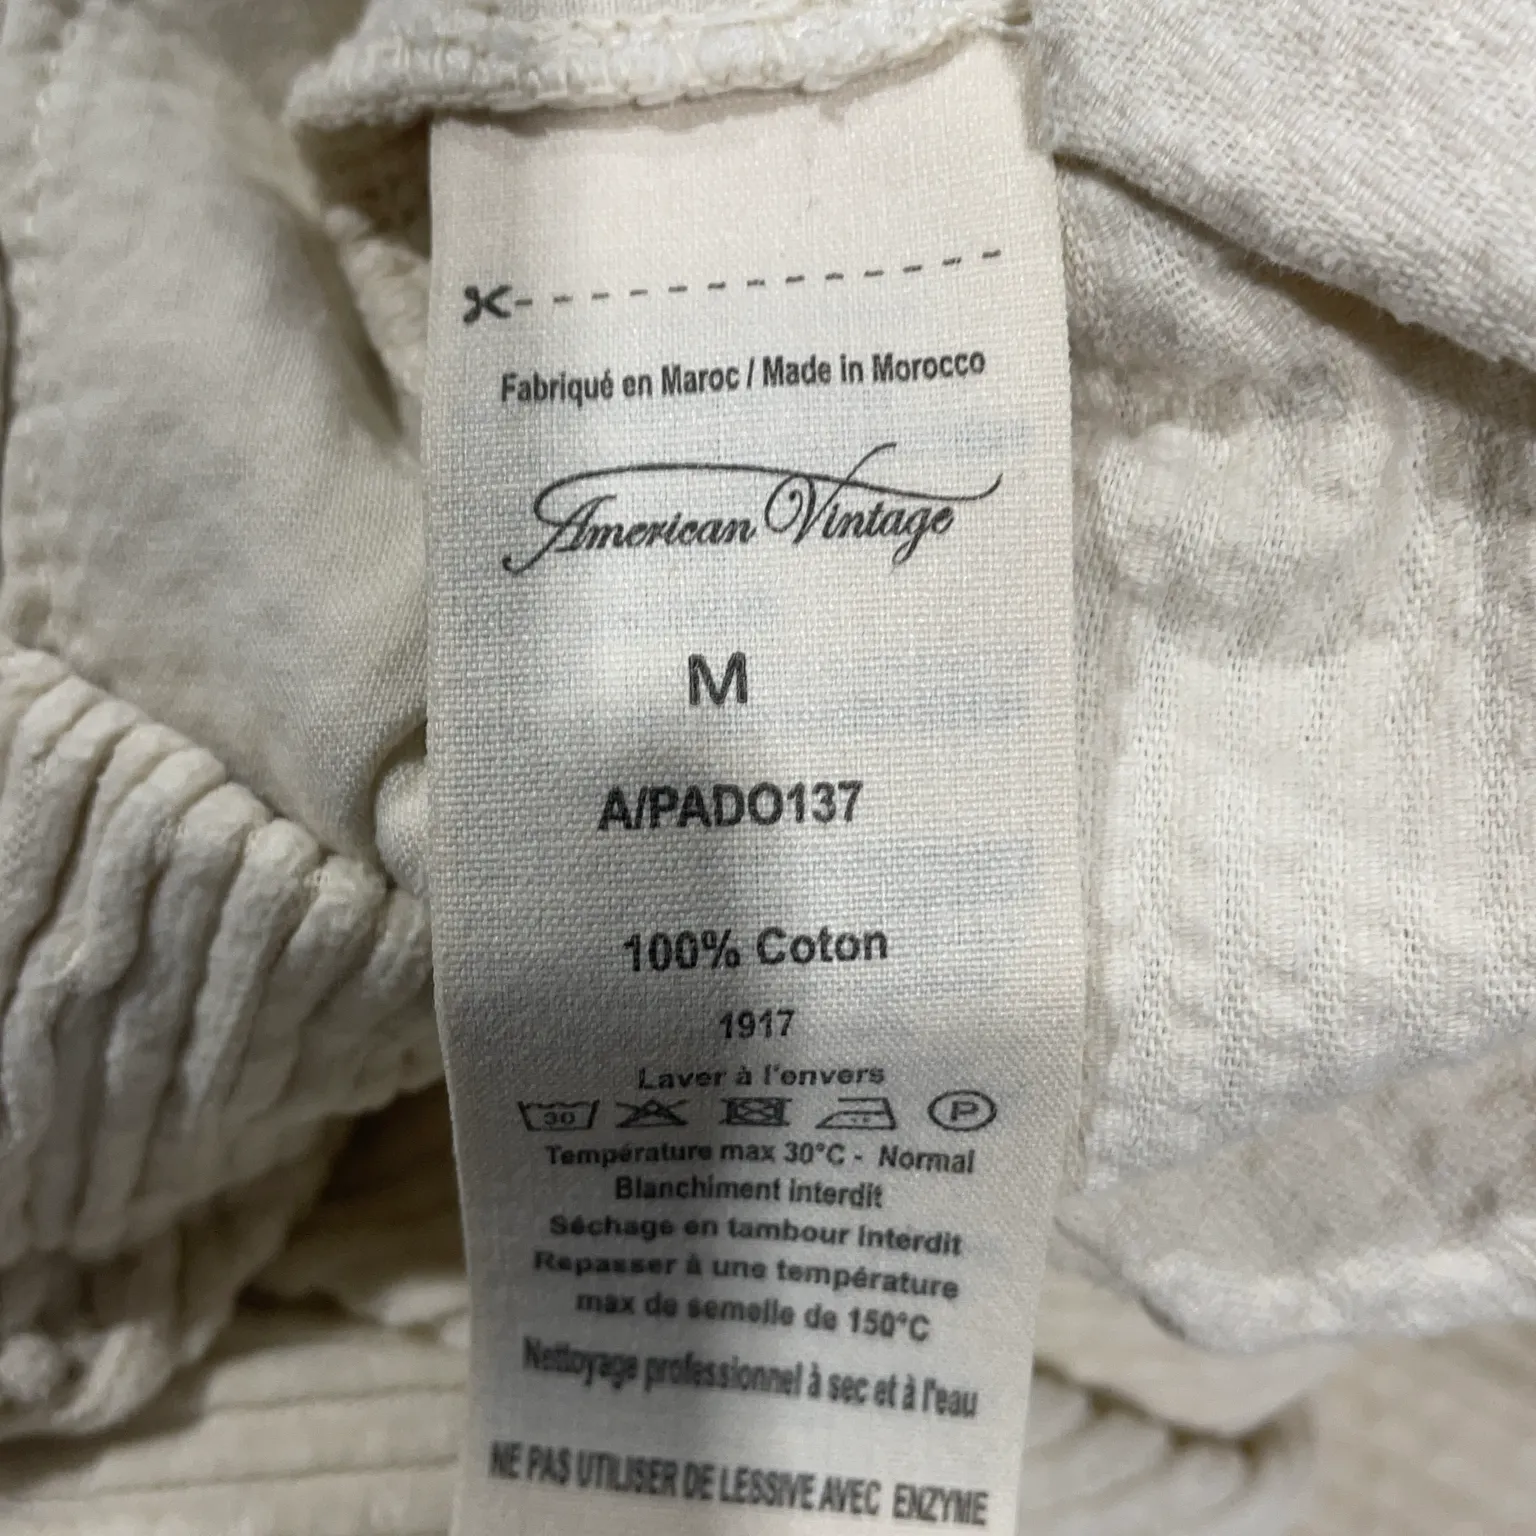 Fabriqué en Maroc / Made in Morocco
American Vintage
M
A/PADO137
100% Coton
1917
Laver à l'envers
30 P
Température max 30°C - Normal
Blanchiment interdit
Séchage en tambour interdit
Repasser à une température
max de semelle de 150°C
Nettoyage professionnel à sec et à l'eau
NE PAS UTILISER DE LESSIVE AVEC ENZYME